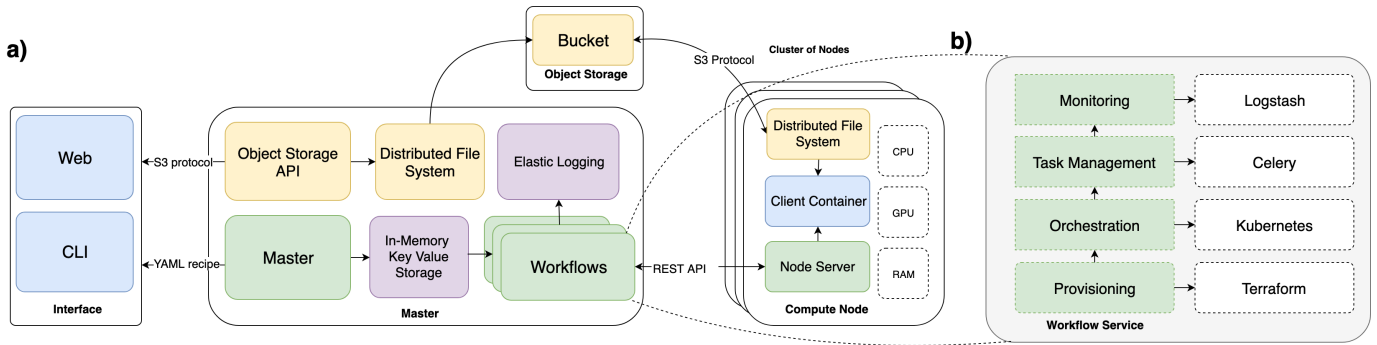 a)
Web
CLI
Interface
S3 protocol
YAML recipe
Object Storage
API
Distributed File
System
Elastic Logging
Master
In-Memory
Key Value
Storage
Workflows
Master
Bucket
Object Storage
S3 Protocol
REST API
Cluster of Nodes
Distributed File
System
Client Container
Node Server
CPU
GPU
RAM
Compute Node
b)
Monitoring
Logstash
Task Management
Celery
Orchestration
Kubernetes
Provisioning
Terraform
Workflow Service